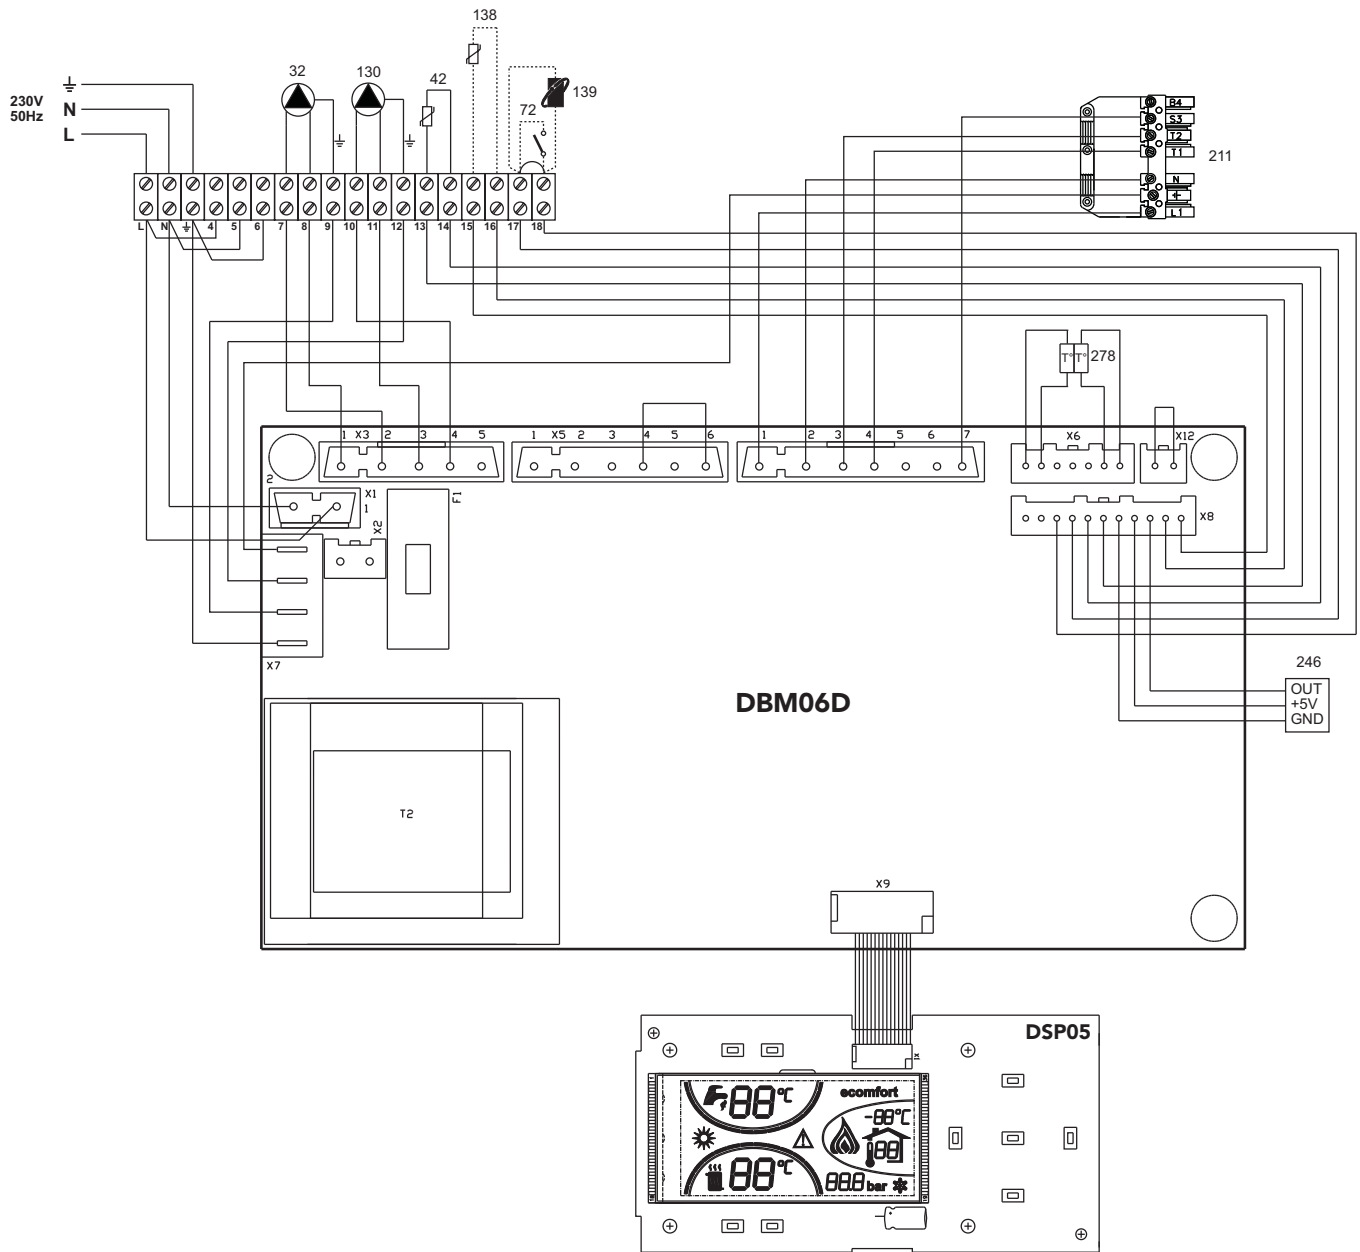 138
32
130
42
72
139
230V
50Hz
N
L
B4
S3
T2
T1
N
L1
211
L N 4 5 6 7 8 9 10 11 12 13 14 15 16 17 18
T° T° 278
1 X3 2 3 4 5
1 X5 2 3 4 5 6
1 2 3 4 5 6 7
X6
X12
2
X1
1
X2
F1
X8
X7
246
OUT
+5V
GND
DBM06D
T2
X9
DSP05
X1
88°C
ecomfort
-88°C
88
88°C
88.8 bar